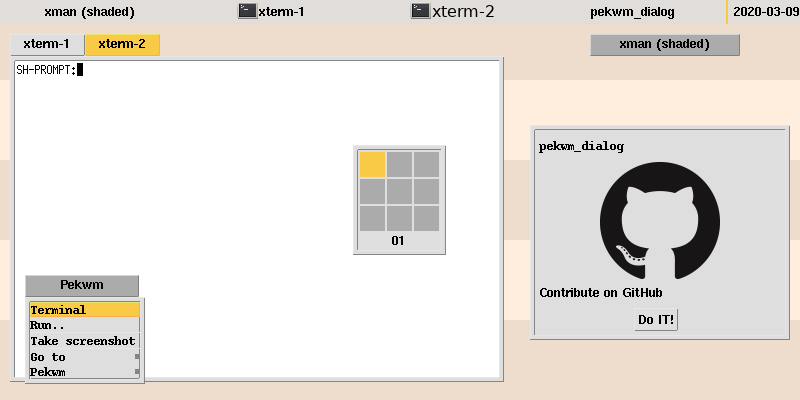 xman (shaded) xterm-1 xterm-2 pekwm_dialog 2020-03-09
xterm-1 xterm-2
xman (shaded)
SH-PROMPT:
01
pekwm_dialog
Contribute on GitHub
Do IT!
Pekwm
Terminal
Run..
Take screenshot
Go to
Pekwm